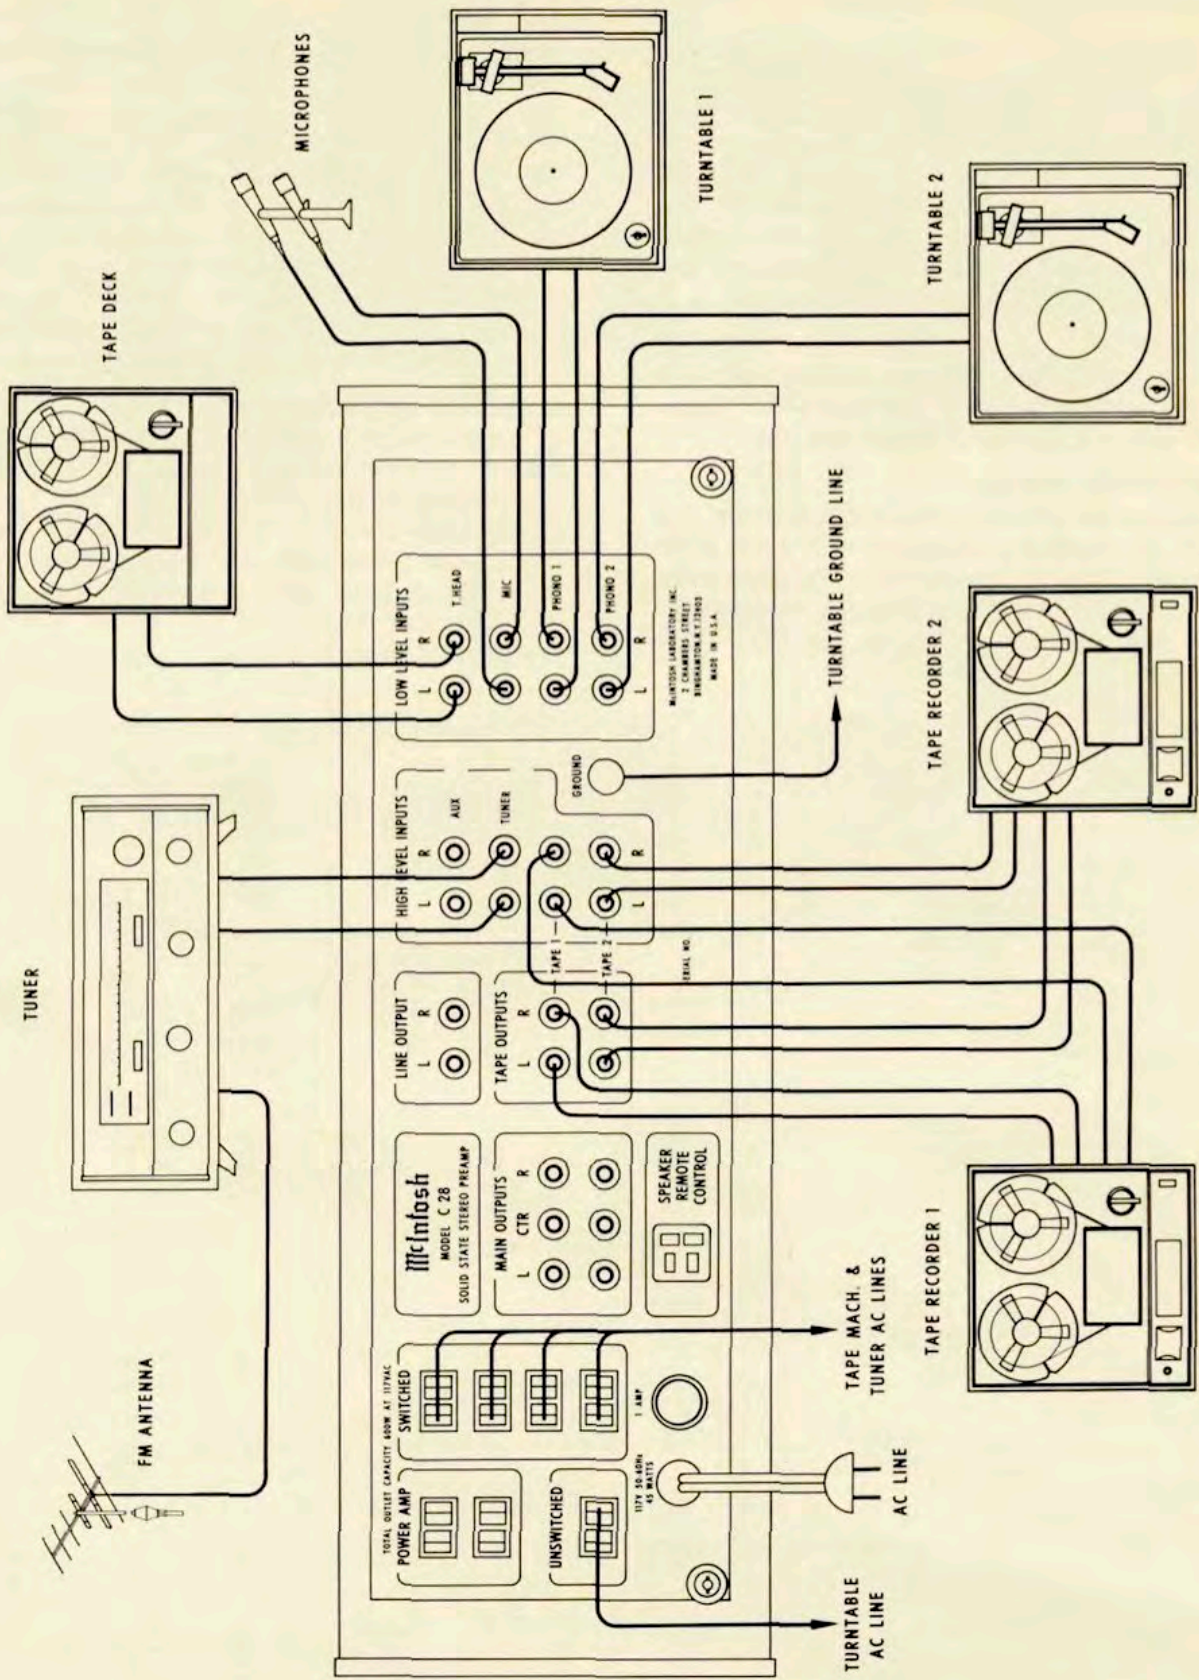 FM ANTENNA
TUNER
TAPE DECK
MICROPHONES
TOTAL OUTLET CAPACITY 600W AT 117VAC
POWER AMP
SWITCHED
UNSWITCHED
117V 50-60Hz
45 WATTS
1 AMP
McIntosh
MODEL C 28
SOLID STATE STEREO PREAMP
MAIN OUTPUTS
L CTR R
SPEAKER
REMOTE
CONTROL
LINE OUTPUT
L R
TAPE OUTPUTS
L R
TAPE 1
TAPE 2
ERIAL NO.
HIGH LEVEL INPUTS
L R
AUX
TUNER
L R
GROUND
LOW LEVEL INPUTS
L R
T.HEAD
MIC
PHONO 1
PHONO 2
L R
McINTOSH LABORATORY INC.
2 CHAMBERS STREET
BINGHAMTON, N.Y. 13903
MADE IN U.S.A.
TURNTABLE 1
TURNTABLE
AC LINE
AC LINE
TAPE MACH. &
TUNER AC LINES
TURNTABLE GROUND LINE
TAPE RECORDER 1
TAPE RECORDER 2
TURNTABLE 2